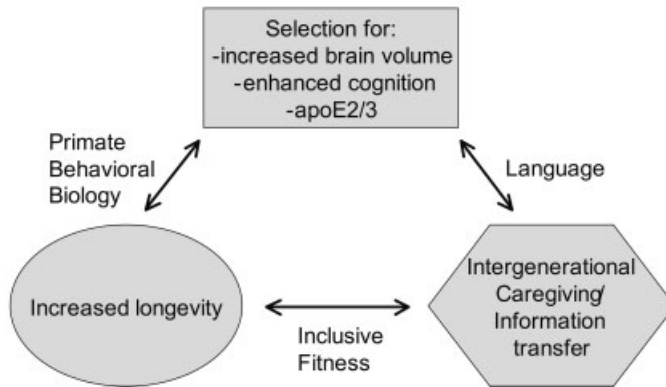 Selection for:
-increased brain volume
-enhanced cognition
-apoE2/3
Primate
Behavioral
Biology
Language
Increased longevity
Intergenerational
Caregiving/
Information
transfer
Inclusive
Fitness